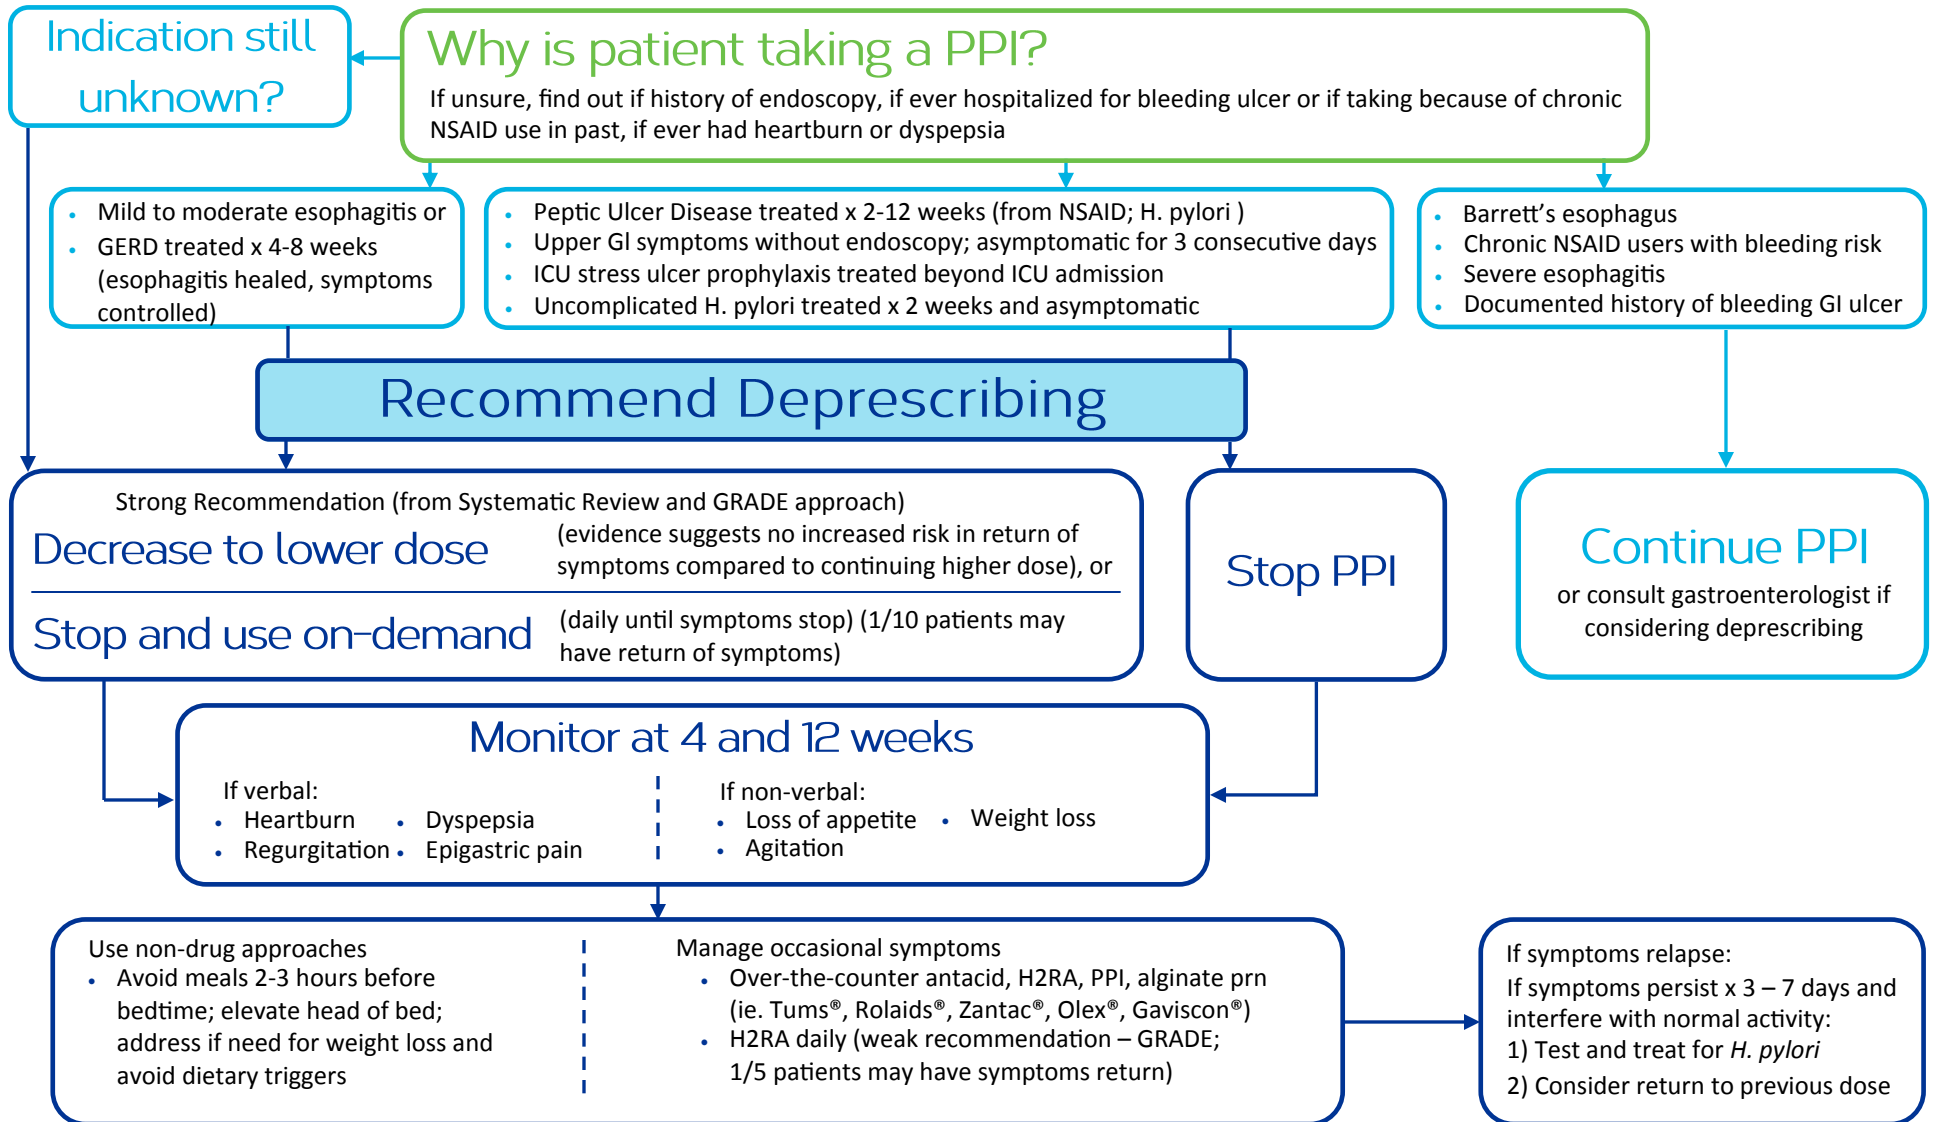 Indication still
unknown?
Why is patient taking a PPI?
If unsure, find out if history of endoscopy, if ever hospitalized for bleeding ulcer or if taking because of chronic
NSAID use in past, if ever had heartburn or dyspepsia
• Mild to moderate esophagitis or
• GERD treated x 4-8 weeks
(esophagitis healed, symptoms
controlled)
• Peptic Ulcer Disease treated x 2-12 weeks (from NSAID; H. pylori )
• Upper GI symptoms without endoscopy; asymptomatic for 3 consecutive days
• ICU stress ulcer prophylaxis treated beyond ICU admission
• Uncomplicated H. pylori treated x 2 weeks and asymptomatic
• Barrett's esophagus
• Chronic NSAID users with bleeding risk
• Severe esophagitis
• Documented history of bleeding GI ulcer
Recommend Deprescribing
Strong Recommendation (from Systematic Review and GRADE approach)
Decrease to lower dose
(evidence suggests no increased risk in return of
symptoms compared to continuing higher dose), or
Stop and use on-demand
(daily until symptoms stop) (1/10 patients may
have return of symptoms)
Stop PPI
Continue PPI
or consult gastroenterologist if
considering deprescribing
Monitor at 4 and 12 weeks
If verbal:
• Heartburn • Dyspepsia
• Regurgitation • Epigastric pain
If non-verbal:
• Loss of appetite • Weight loss
• Agitation
Use non-drug approaches
• Avoid meals 2-3 hours before
bedtime; elevate head of bed;
address if need for weight loss and
avoid dietary triggers
Manage occasional symptoms
• Over-the-counter antacid, H2RA, PPI, alginate prn
(ie. Tums®, Rolaids®, Zantac®, Olex®, Gaviscon®)
• H2RA daily (weak recommendation – GRADE;
1/5 patients may have symptoms return)
If symptoms relapse:
If symptoms persist x 3 – 7 days and
interfere with normal activity:
1) Test and treat for H. pylori
2) Consider return to previous dose